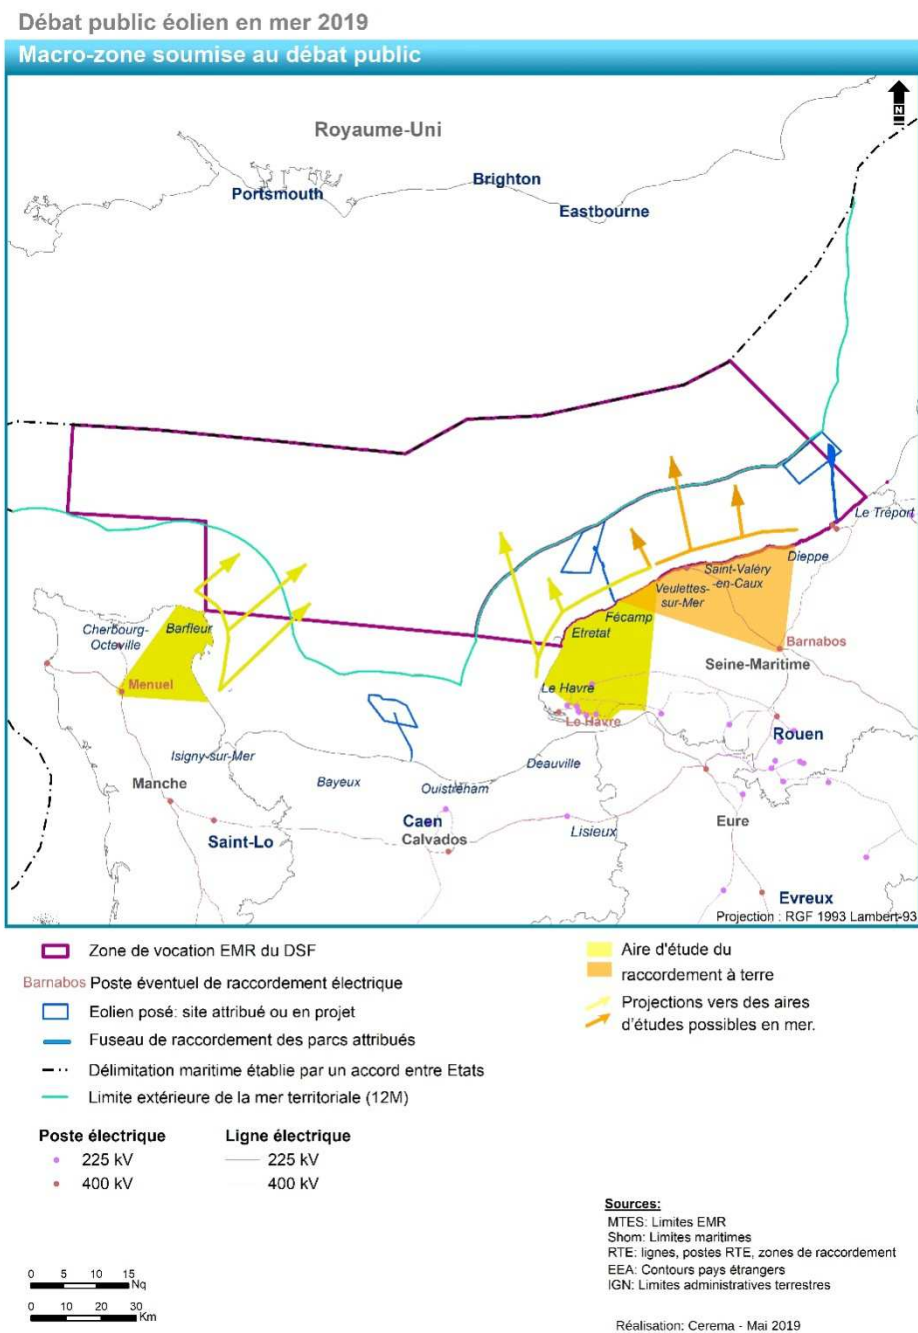 Débat public éolien en mer 2019
Macro-zone soumise au débat public
N
Royaume-Uni
Portsmouth
Brighton
Eastbourne
Le Tréport
Dieppe
Saint-Valéry
-en-Caux
Veulettes-
sur-Mer
Fécamp
Etretat
Cherbourg-
Octeville
Barfleur
Barnabos
Seine-Maritime
Menuel
Le Havre
Le Havre
Rouen
Isigny-sur-Mer
Manche
Bayeux
Deauville
Ouistreham
Caen
Calvados
Lisieux
Eure
Saint-Lo
Evreux
Projection : RGF 1993 Lambert-93
Zone de vocation EMR du DSF
Barnabos Poste éventuel de raccordement électrique
Eolien posé: site attribué ou en projet
Fuseau de raccordement des parcs attribués
Délimitation maritime établie par un accord entre Etats
Limite extérieure de la mer territoriale (12M)
Aire d'étude du
raccordement à terre
Projections vers des aires
d'études possibles en mer.
Poste électrique
225 kV
400 kV
Ligne électrique
225 kV
400 kV
Sources:
MTES: Limites EMR
Shom: Limites maritimes
RTE: lignes, postes RTE, zones de raccordement
EEA: Contours pays étrangers
IGN: Limites administratives terrestres
0 5 10 15
Nq
0 10 20 30
Km
Réalisation: Cerema - Mai 2019